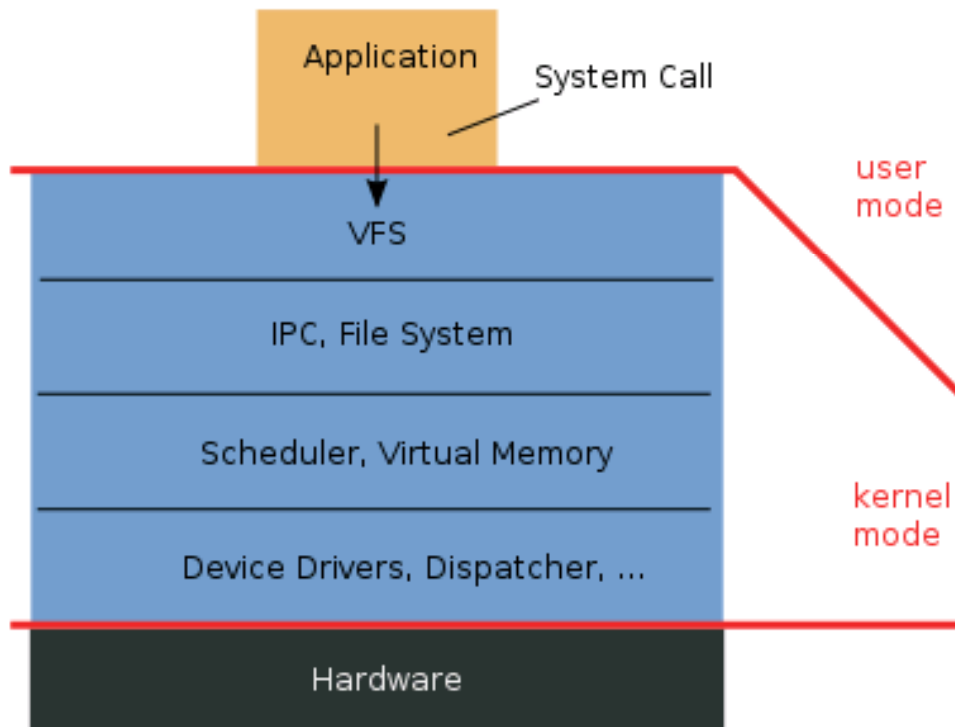 Application
System Call
user
mode
VFS
IPC, File System
Scheduler, Virtual Memory
kernel
mode
Device Drivers, Dispatcher, ...
Hardware